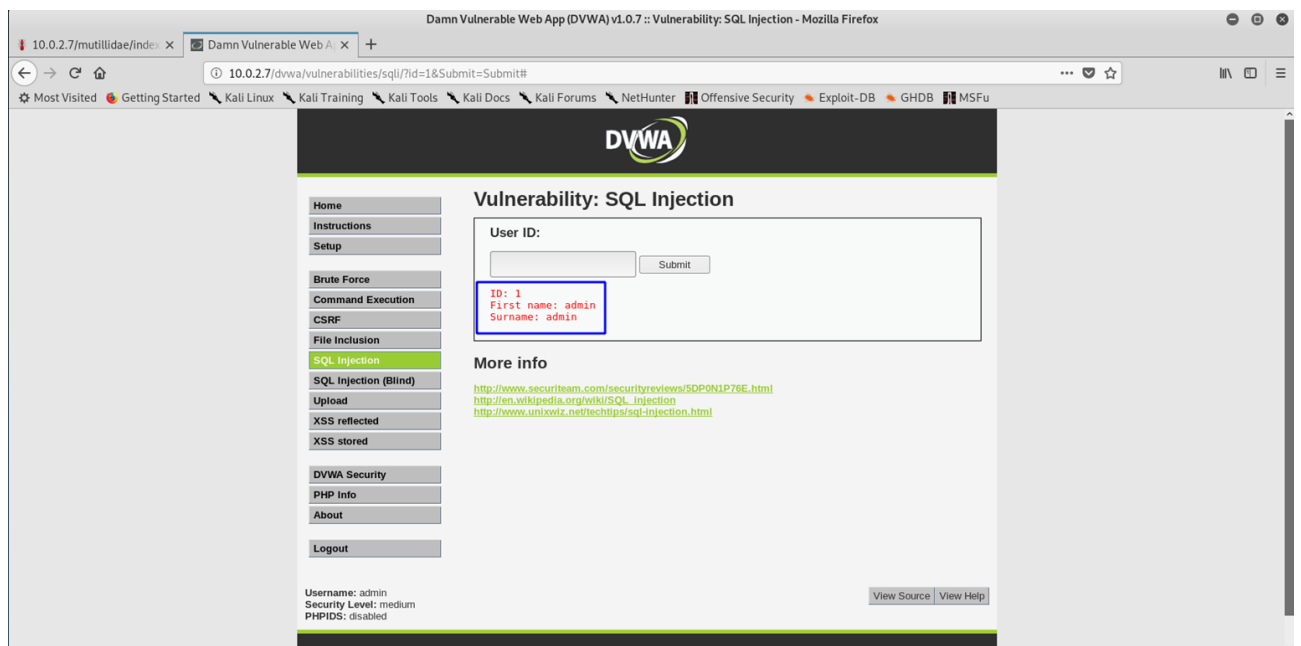 Damn Vulnerable Web App (DVWA) v1.0.7 :: Vulnerability: SQL Injection - Mozilla Firefox
10.0.2.7/mutillidae/index
Damn Vulnerable Web A
10.0.2.7/dvwa/vulnerabilities/sqli/?id=1&Submit=Submit#
Most Visited Getting Started Kali Linux Kali Training Kali Tools Kali Docs Kali Forums NetHunter Offensive Security Exploit-DB GHDB MSFu
DVWA
Home
Instructions
Setup
Brute Force
Command Execution
CSRF
File Inclusion
SQL Injection
SQL Injection (Blind)
Upload
XSS reflected
XSS stored
DVWA Security
PHP Info
About
Logout
Vulnerability: SQL Injection
User ID:
Submit
ID: 1
First name: admin
Surname: admin
More info
http://www.securiteam.com/securityreviews/5DP0N1P76E.html
http://en.wikipedia.org/wiki/SQL_injection
http://www.unixwiz.net/techtips/sql-injection.html
Username: admin
Security Level: medium
PHPIDS: disabled
View Source View Help